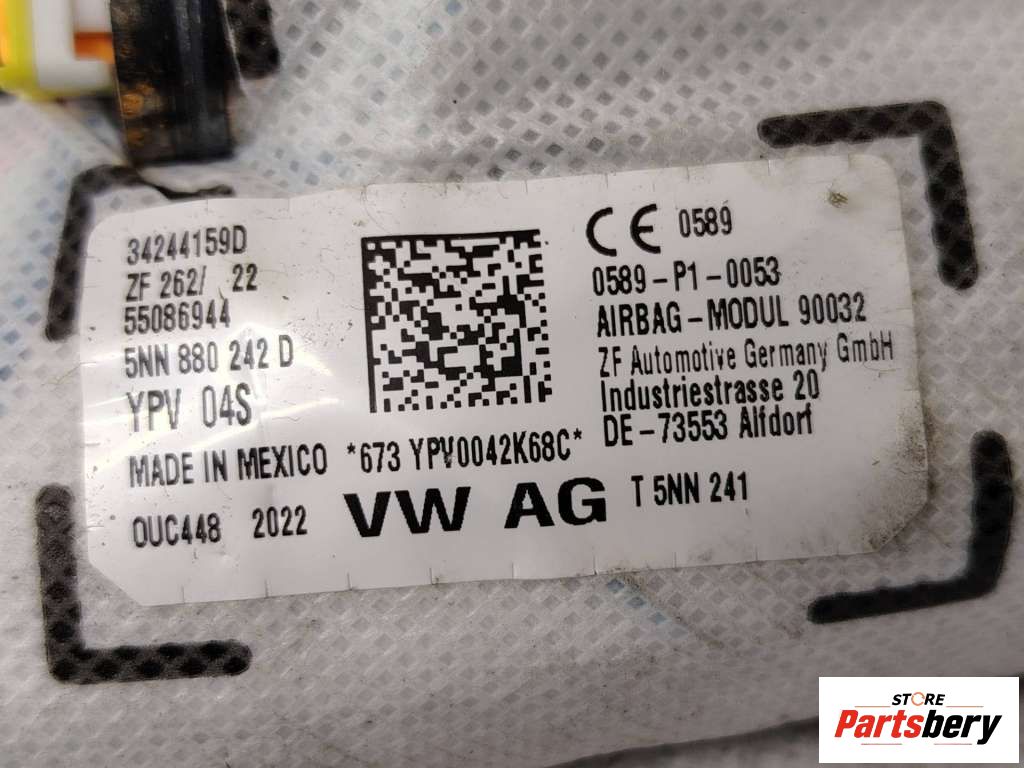 34244159D
ZF 262/ 22
55086944
5NN 880 242 D
YPV 04S
MADE IN MEXICO *673 YPV0042K68C*
OUC448 2022 VW AG T 5NN 241
CE 0589
0589-P1-0053
AIRBAG-MODUL 90032
ZF Automotive Germany GmbH
Industriestrasse 20
DE-73553 Alfdorf
STORE
Partsbery